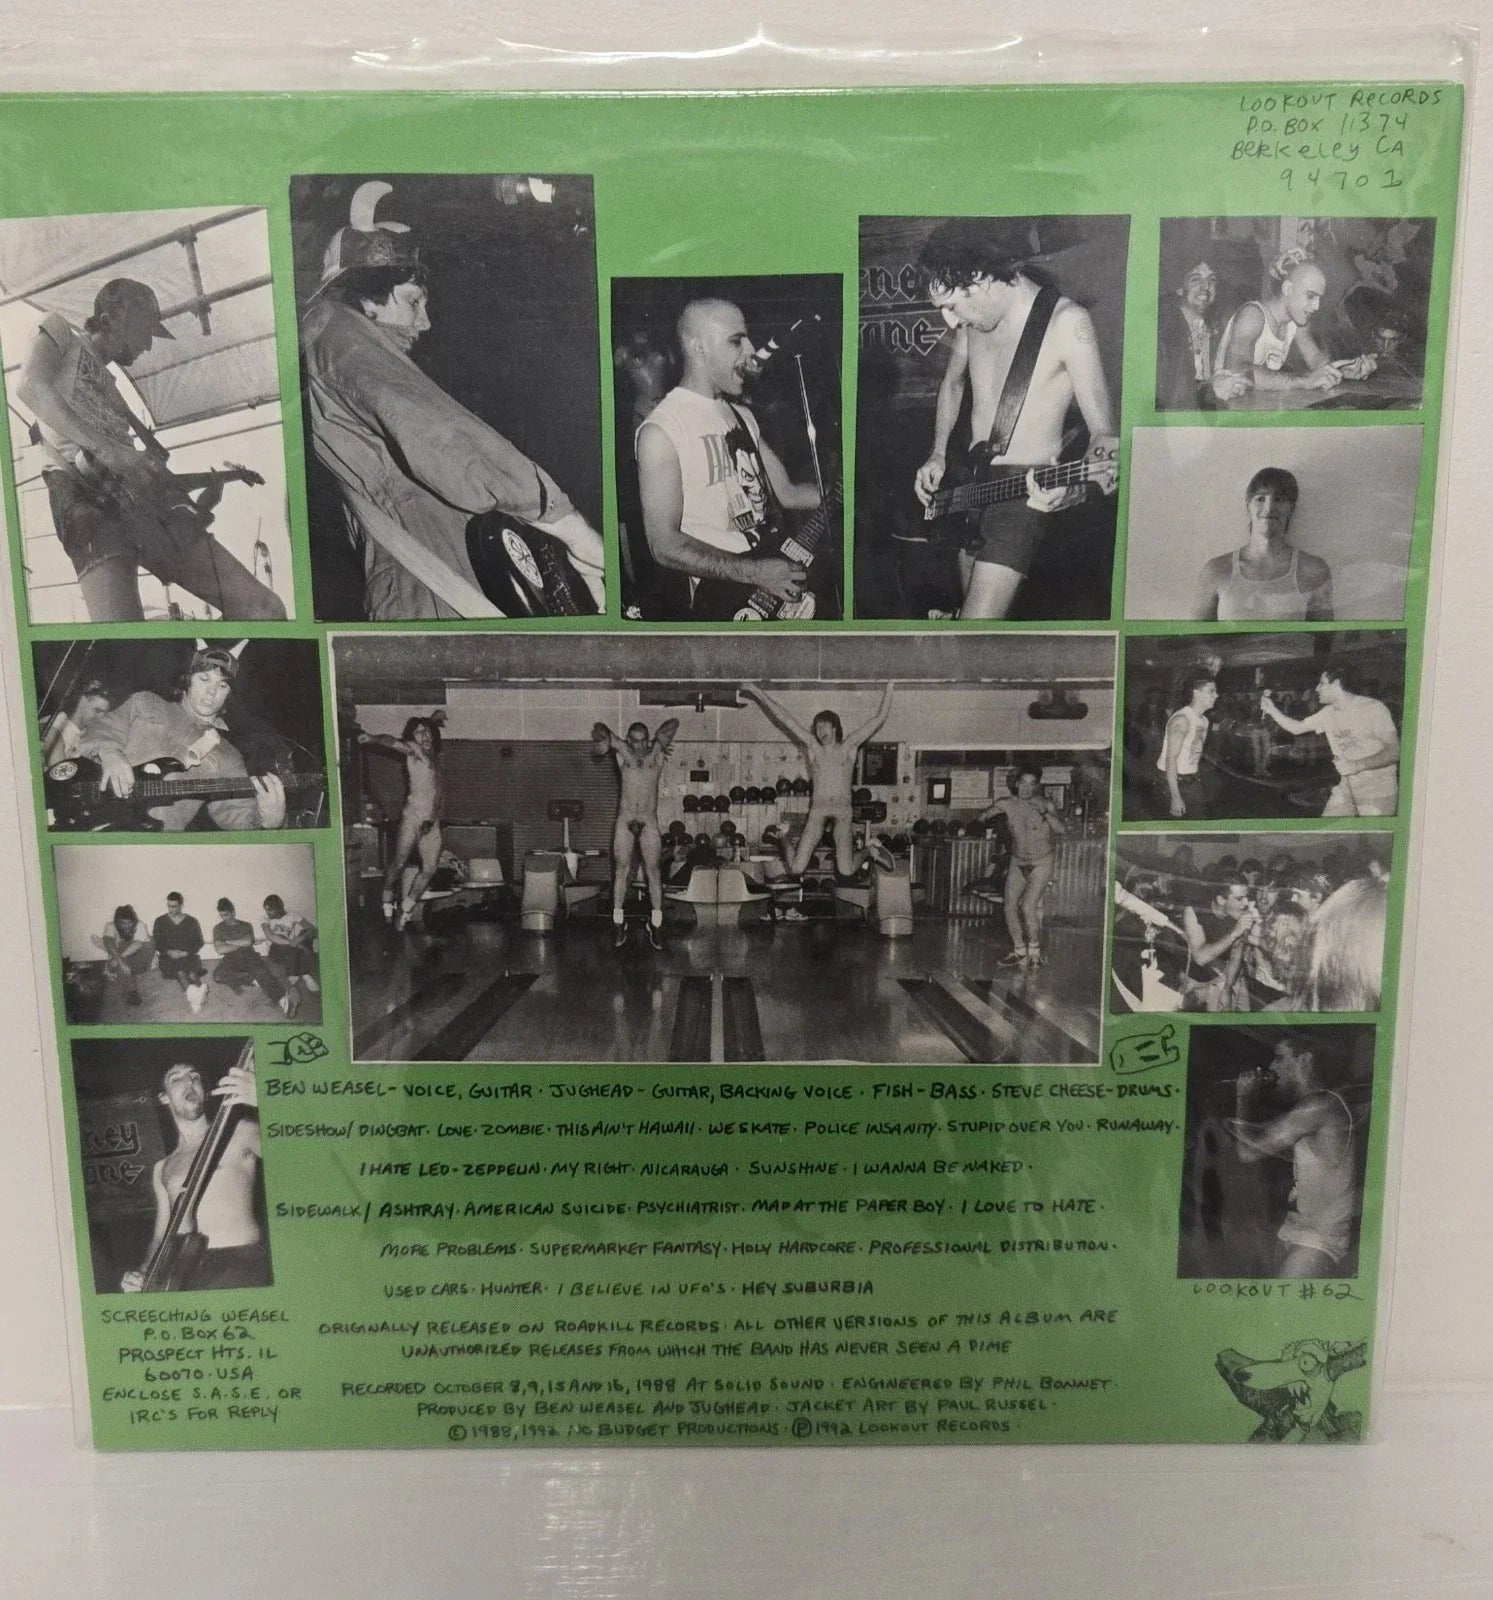 LOOKOUT RECORDS
P.O. BOX 11374
BERKELEY CA
94701
BEN WEASEL- VOICE, GUITAR · JUGHEAD- GUITAR, BACKING VOICE · FISH- BASS · STEVE CHEESE- DRUMS ·
SIDESHOW/ DINGBAT · LOVE · ZOMBIE · THIS AIN'T HAWAII · WE SKATE · POLICE INSANITY · STUPID OVER YOU · RUNAWAY ·
I HATE LED-ZEPPELIN · MY RIGHT · NICARAUGA · SUNSHINE · I WANNA BE NAKED ·
SIDEWALK/ ASHTRAY · AMERICAN SUICIDE · PSYCHIATRIST · MAD AT THE PAPER BOY · I LOVE TO HATE ·
MORE PROBLEMS · SUPERMARKET FANTASY · HOLY HARDCORE · PROFESSIONAL DISTRIBUTION ·
USED CARS · HUNTER · I BELIEVE IN UFO'S · HEY SUBURBIA
LOOKOUT #62
SCREECHING WEASEL
P.O. BOX 62
PROSPECT HTS. IL
60070 · USA
ENCLOSE S.A.S.E. OR
IRC'S FOR REPLY
ORIGINALLY RELEASED ON ROADKILL RECORDS · ALL OTHER VERSIONS OF THIS ALBUM ARE
UNAUTHORIZED RELEASES FROM WHICH THE BAND HAS NEVER SEEN A DIME
RECORDED OCTOBER 8, 9, 15 AND 16, 1988 AT SOLID SOUND · ENGINEERED BY PHIL BONNET ·
PRODUCED BY BEN WEASEL AND JUGHEAD · JACKET ART BY PAUL RUSSEL ·
© 1988, 1992 NO BUDGET PRODUCTIONS · ℗ 1992 LOOKOUT RECORDS ·